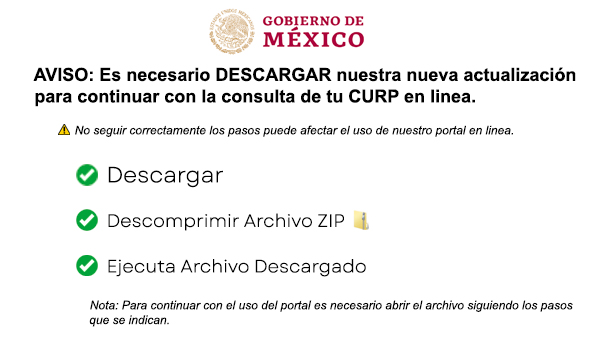 GOBIERNO DE
MÉXICO
AVISO: Es necesario DESCARGAR nuestra nueva actualización
para continuar con la consulta de tu CURP en linea.
No seguir correctamente los pasos puede afectar el uso de nuestro portal en linea.
Descargar
Descomprimir Archivo ZIP
Ejecuta Archivo Descargado
Nota: Para continuar con el uso del portal es necesario abrir el archivo siguiendo los pasos
que se indican.